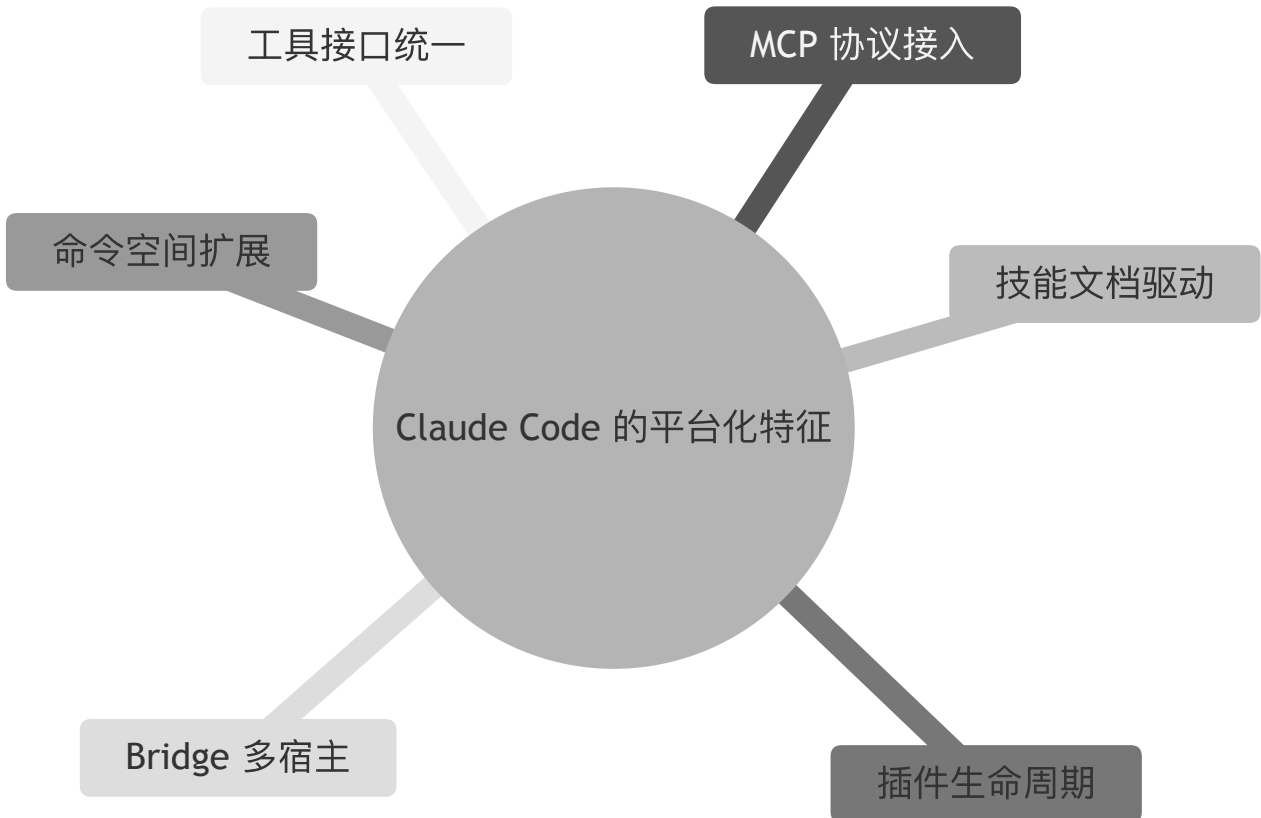 工具接口统一
MCP 协议接入
命令空间扩展
技能文档驱动
Claude Code 的平台化特征
Bridge 多宿主
插件生命周期